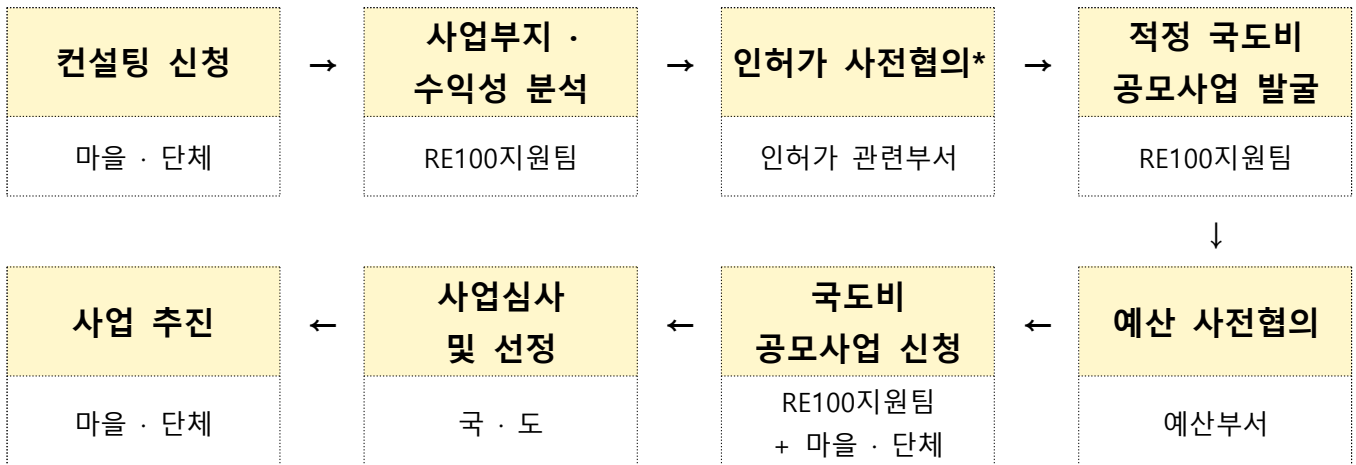 컨설팅 신청
마을 · 단체
→
사업부지 ·
수익성 분석
RE100지원팀
→
인허가 사전협의*
인허가 관련부서
→
적정 국도비
공모사업 발굴
RE100지원팀
↓
예산 사전협의
예산부서
←
국도비
공모사업 신청
RE100지원팀
+ 마을 · 단체
←
사업심사
및 선정
국 · 도
←
사업 추진
마을 · 단체